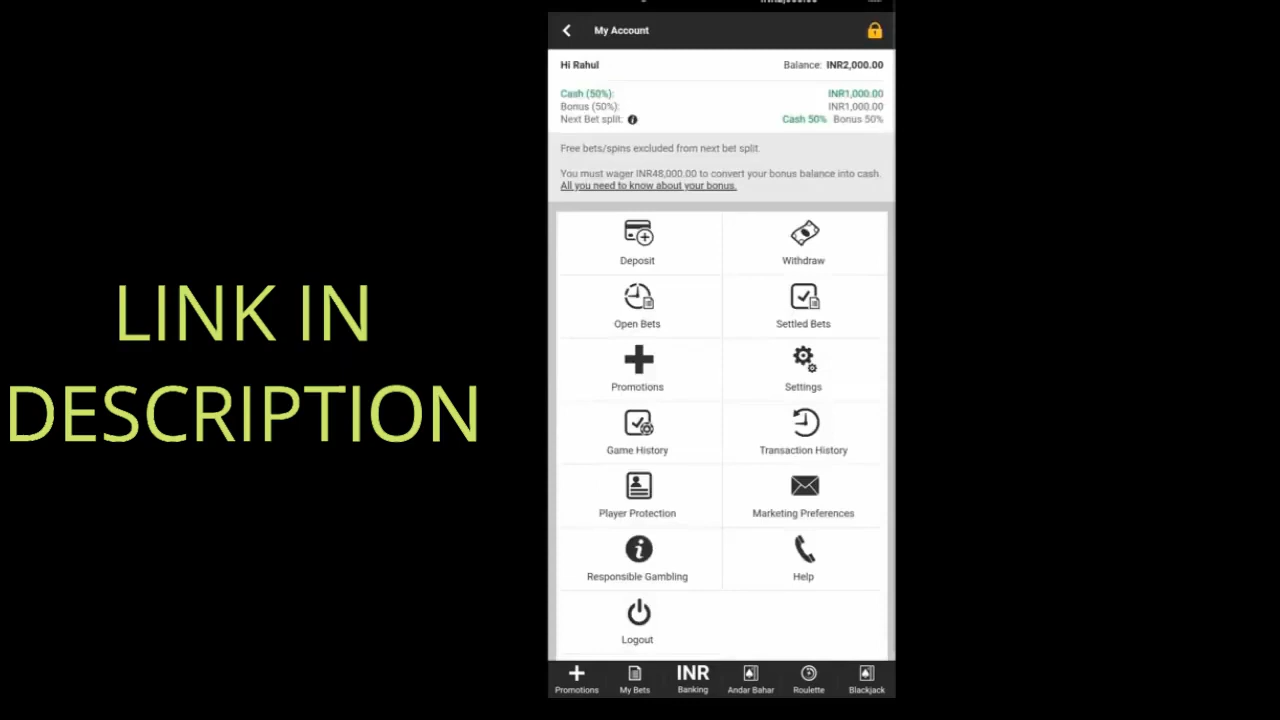 My Account
Hi Rahul Balance: INR2,000.00
Cash (50%): INR1,000.00
Bonus (50%): INR1,000.00
Next Bet split: Cash 50% Bonus 50%
Free bets/spins excluded from next bet split.
You must wager INR48,000.00 to convert your bonus balance into cash.
All you need to know about your bonus.
LINK IN
DESCRIPTION
Deposit Withdraw
Open Bets Settled Bets
Promotions Settings
Game History Transaction History
Player Protection Marketing Preferences
Responsible Gambling Help
Logout
INR
Promotions My Bets Banking Andar Bahar Roulette Blackjack